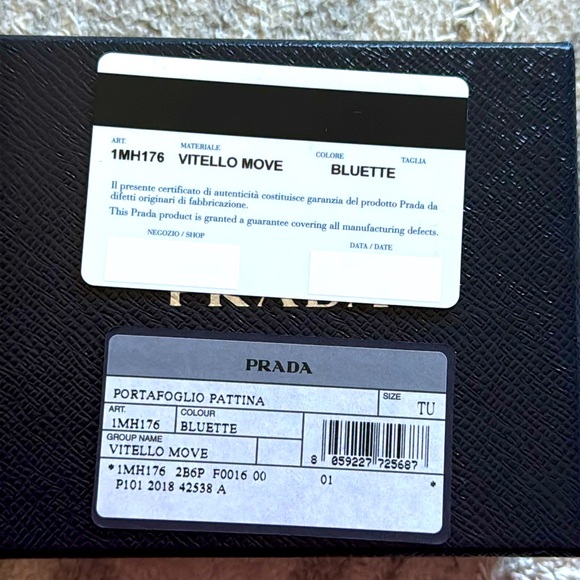 ART.
MATERIALE
COLORE
TAGLIA
1MH176 VITELLO MOVE BLUETTE
Il presente certificato di autenticità costituisce garanzia del prodotto Prada da
difetti originari di fabbricazione.
This Prada product is granted a guarantee covering all manufacturing defects.
NEGOZIO / SHOP
DATA / DATE
PRADA
PRADA
PORTAFOGLIO PATTINA
SIZE
TU
ART.
COLOUR
1MH176
BLUETTE
GROUP NAME
VITELLO MOVE
8 059227 725687
*1MH176 2B6P F0016 00 01 *
P101 2018 42538 A